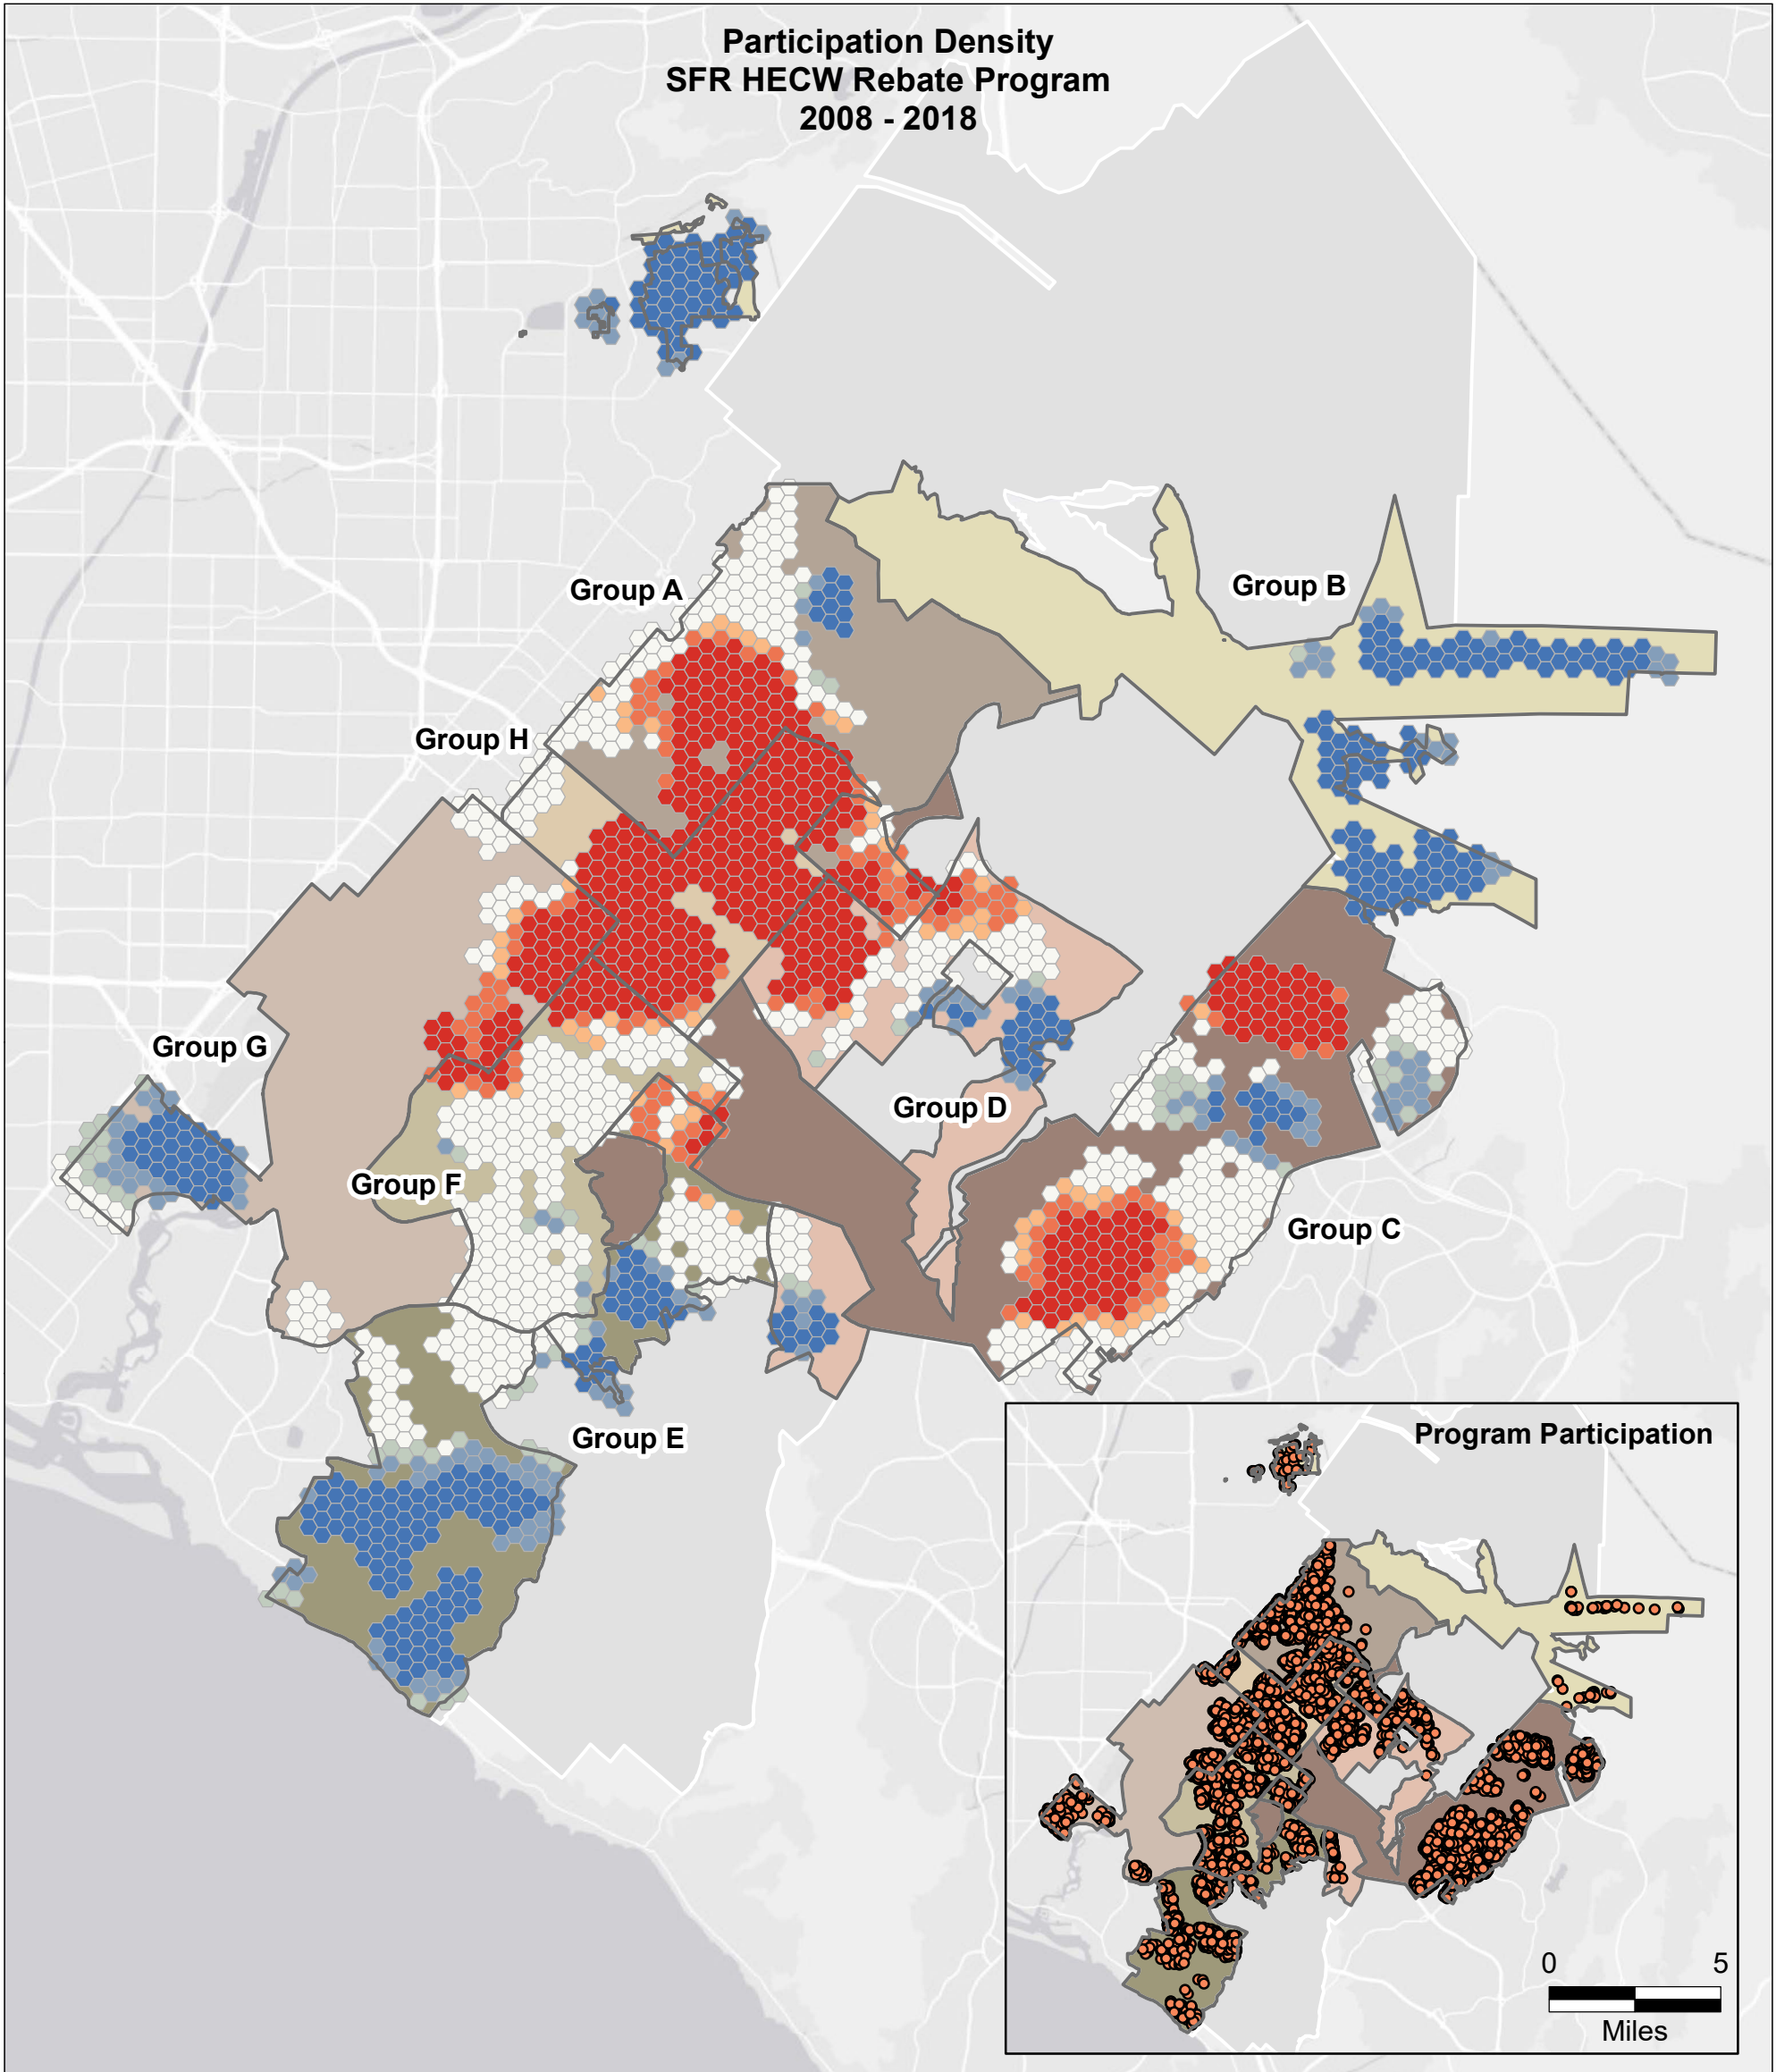 Participation Density
SFR HECW Rebate Program
2008 - 2018
Group A
Group B
Group H
Group G
Group D
Group F
Group C
Group E
Program Participation
0 5
Miles